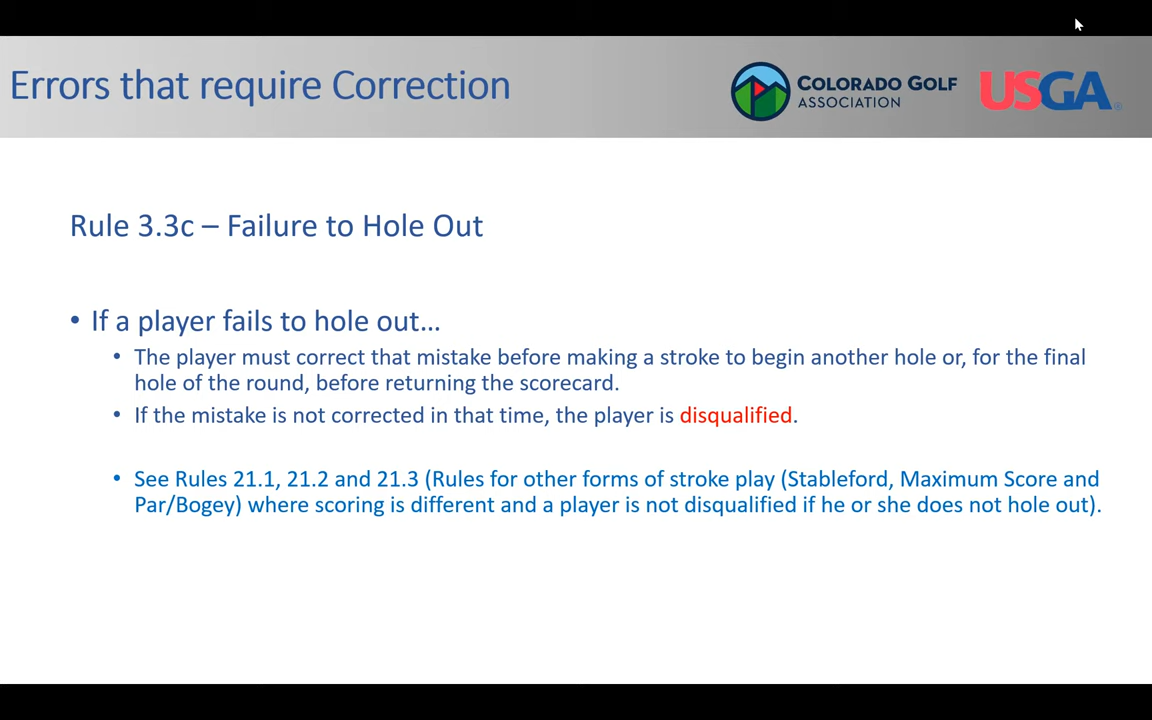 Errors that require Correction
COLORADO GOLF
ASSOCIATION
USGA®
Rule 3.3c – Failure to Hole Out
• If a player fails to hole out…
• The player must correct that mistake before making a stroke to begin another hole or, for the final
hole of the round, before returning the scorecard.
• If the mistake is not corrected in that time, the player is disqualified.
• See Rules 21.1, 21.2 and 21.3 (Rules for other forms of stroke play (Stableford, Maximum Score and
Par/Bogey) where scoring is different and a player is not disqualified if he or she does not hole out).